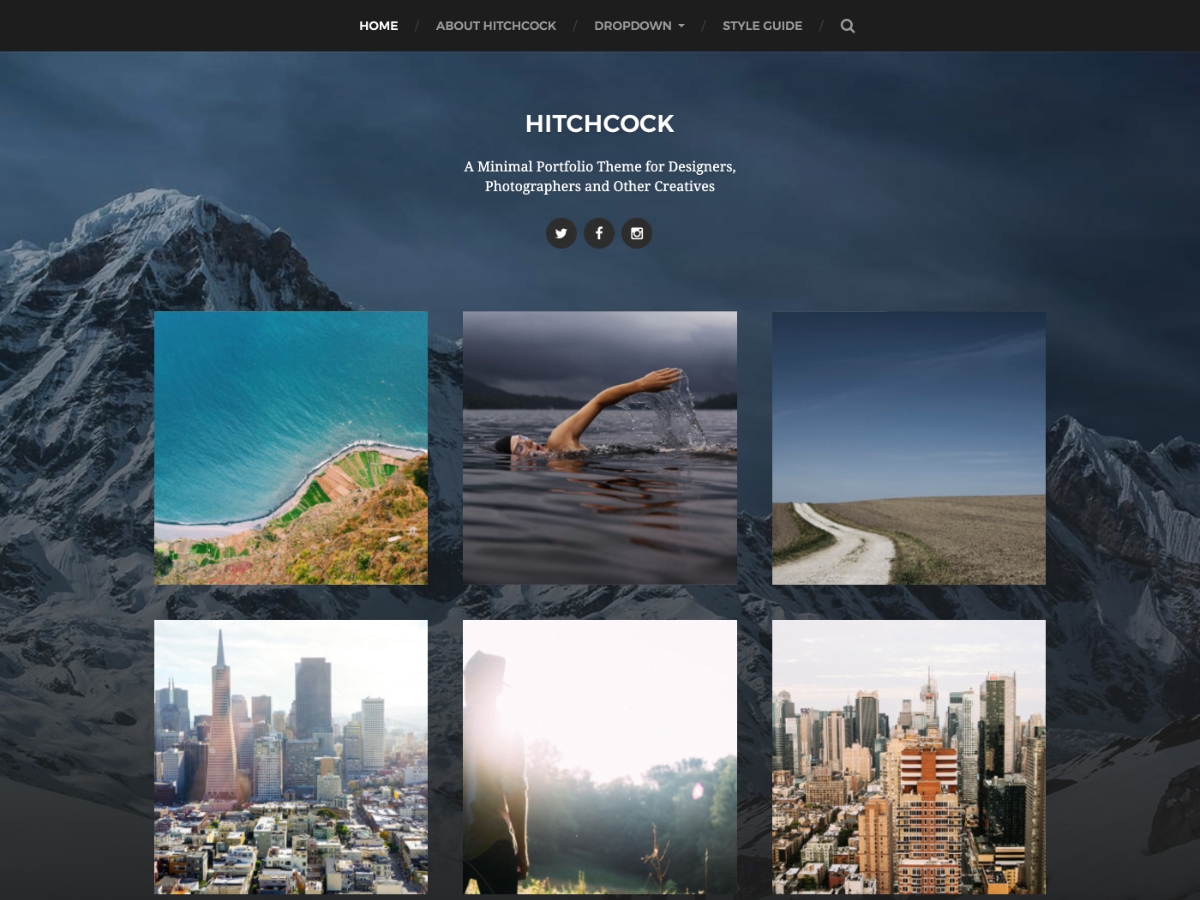 HOME / ABOUT HITCHCOCK / DROPDOWN / STYLE GUIDE /
HITCHCOCK
A Minimal Portfolio Theme for Designers,
Photographers and Other Creatives